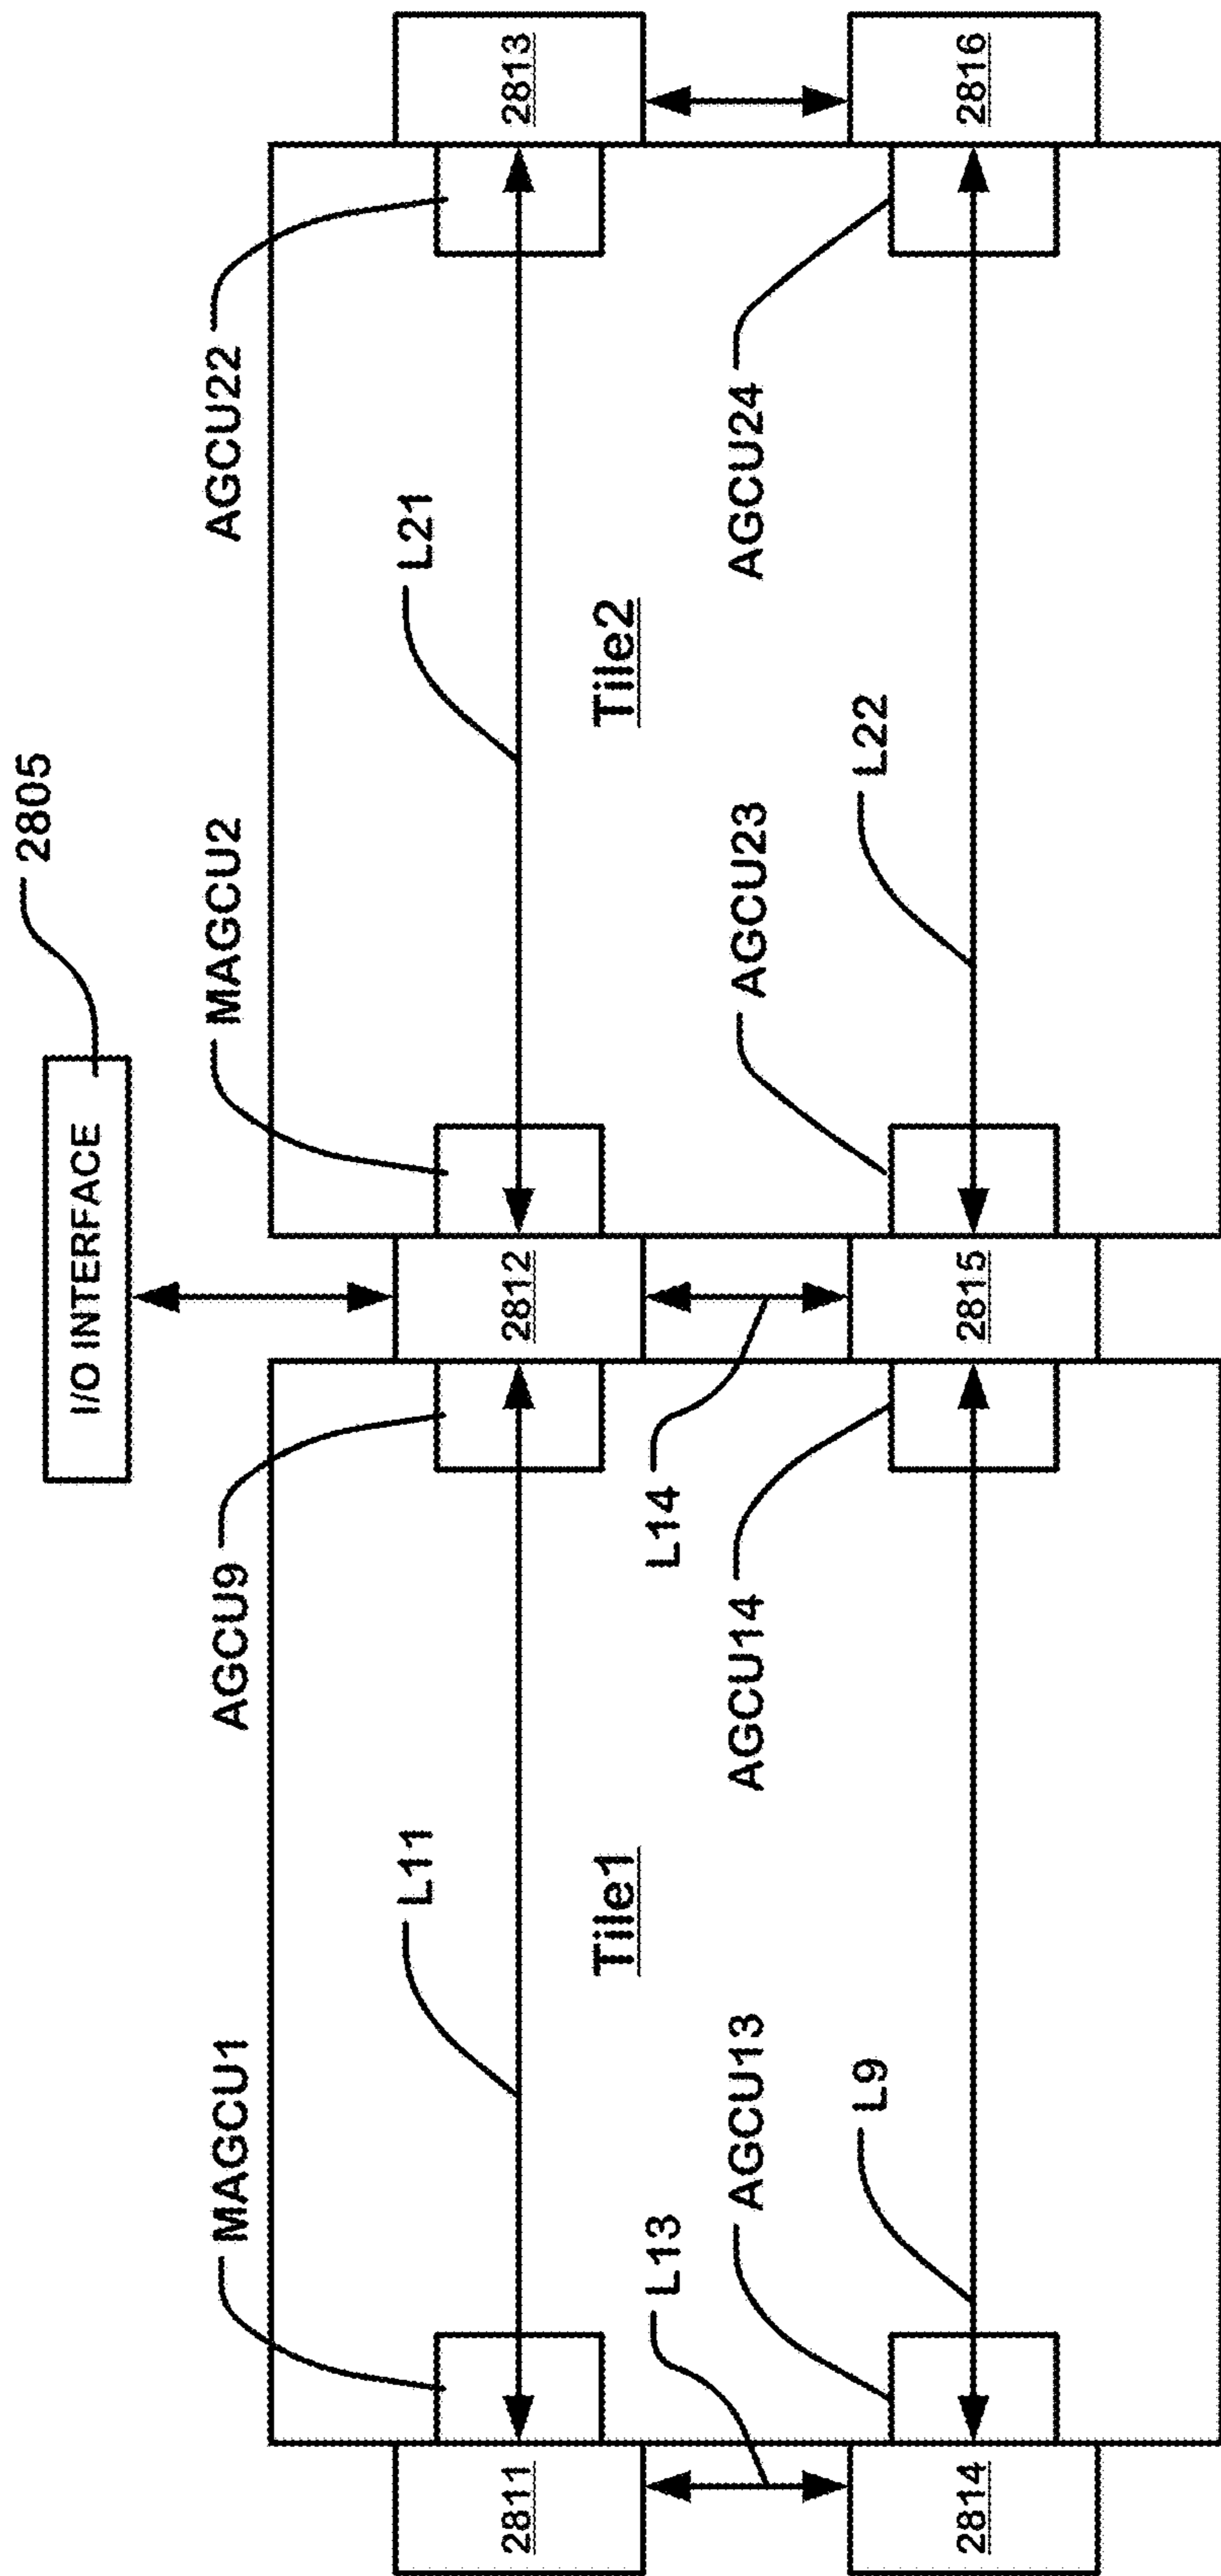 2805
I/O INTERFACE
MAGCU1
AGCU9
MAGCU2
AGCU22
L11
L21
2811
2812
2813
Tile1
Tile2
L13
L14
AGCU13
AGCU14
AGCU23
AGCU24
L9
L22
2814
2815
2816